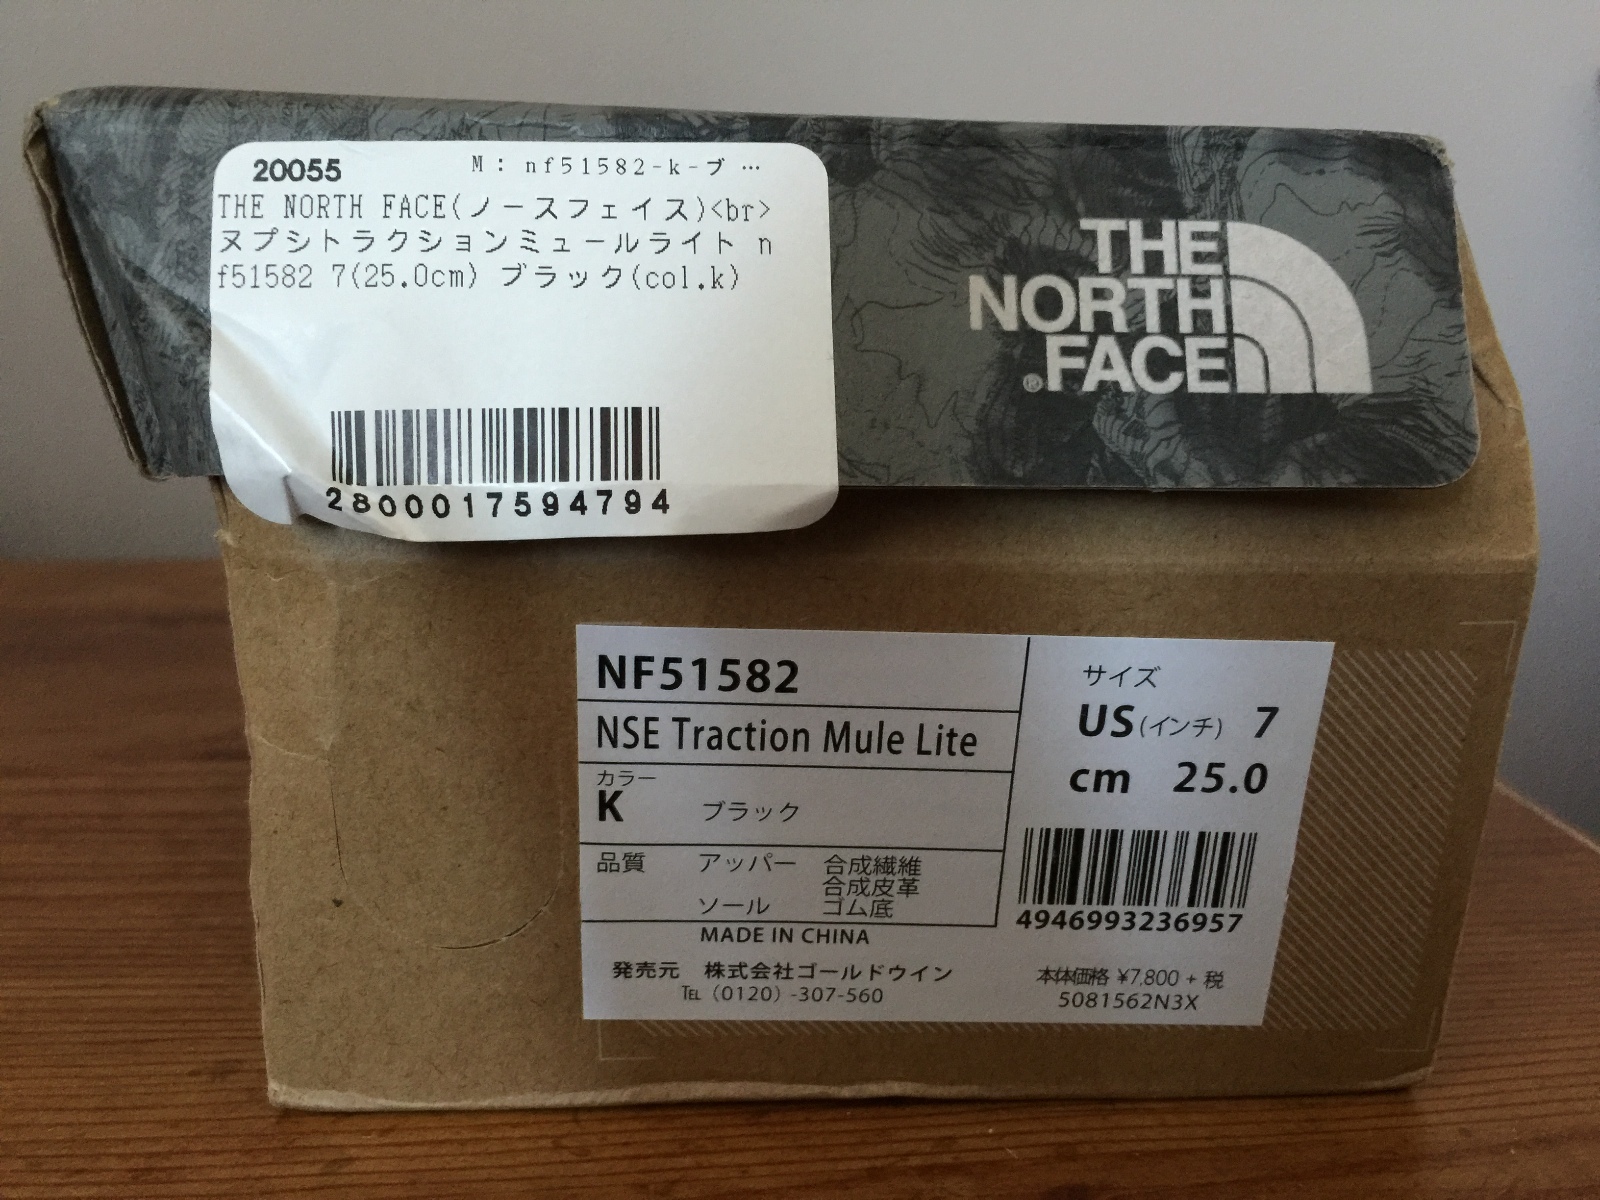 20055 M: nf51582-k-ブ …
THE NORTH FACE(ノースフェイス)<br>
ヌプシトラクションミュールライト n
f51582 7(25.0cm) ブラック(col.k)
2800017594794
THE
NORTH
FACE
®
NF51582
NSE Traction Mule Lite
カラー
K ブラック
品質 アッパー 合成繊維
合成皮革
ソール ゴム底
MADE IN CHINA
発売元 株式会社ゴールドウイン
TEL (0120) -307-560
サイズ
US(インチ) 7
cm 25.0
4946993236957
本体価格 ¥7,800 + 税
5081562N3X